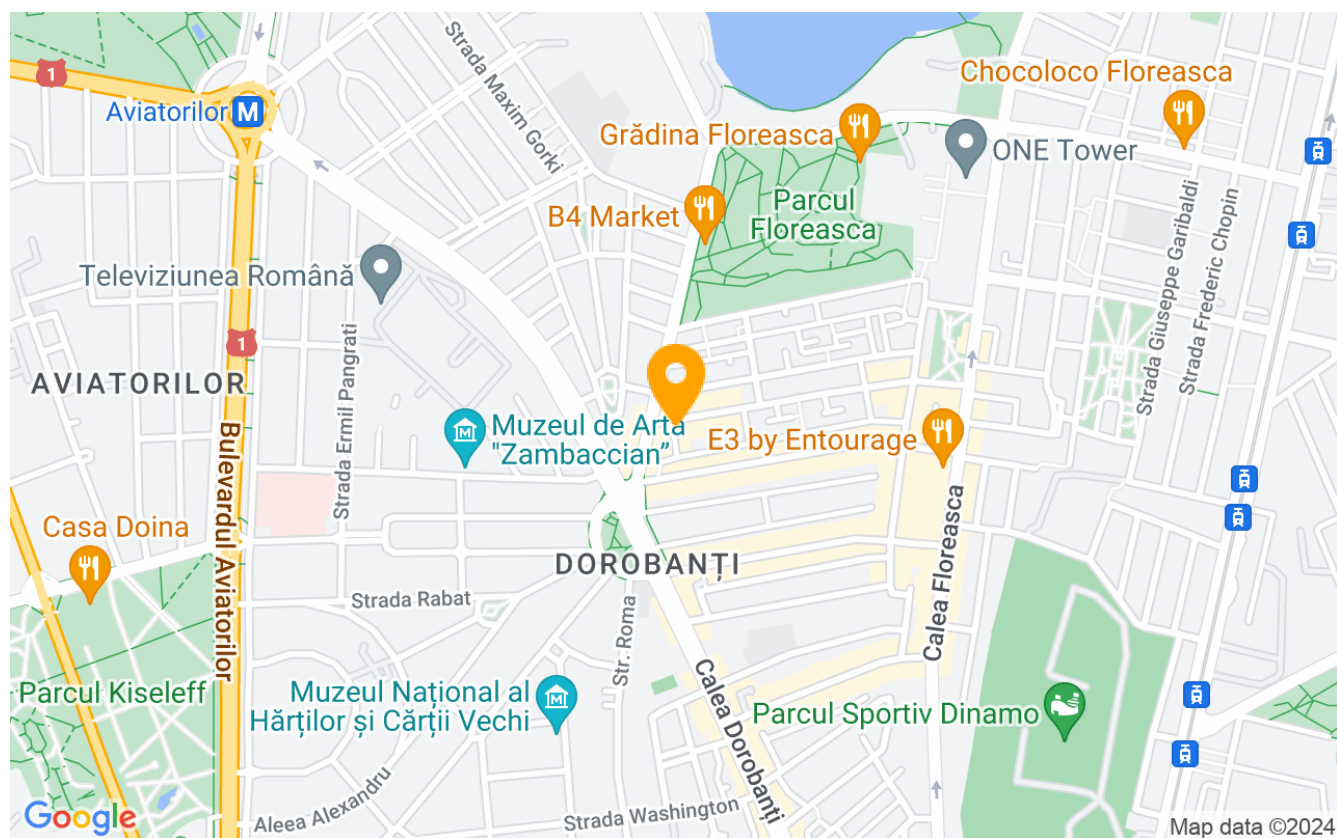 1
Aviatorilor
M
Strada Maxim Gorki
Chocoloco Floreasca
Grădina Floreasca
ONE Tower
B4 Market
Parcul
Floreasca
Strada Giuseppe Garibaldi
Strada Frederic Chopin
Televiziunea Română
1
AVIATORILOR
Strada Ermil Pangrati
Bulevardul Aviatorilor
M
Muzeul de Arta
"Zambaccian”
E3 by Entourage
Casa Doina
DOROBANȚI
Calea Floreasca
Strada Rabat
Str. Roma
Parcul Kiseleff
Muzeul Național al
Hărților și Cărții Vechi
M
Calea Dorobanți
Parcul Sportiv Dinamo
Aleea Alexandru
Strada Washington
Google
Map data ©2024